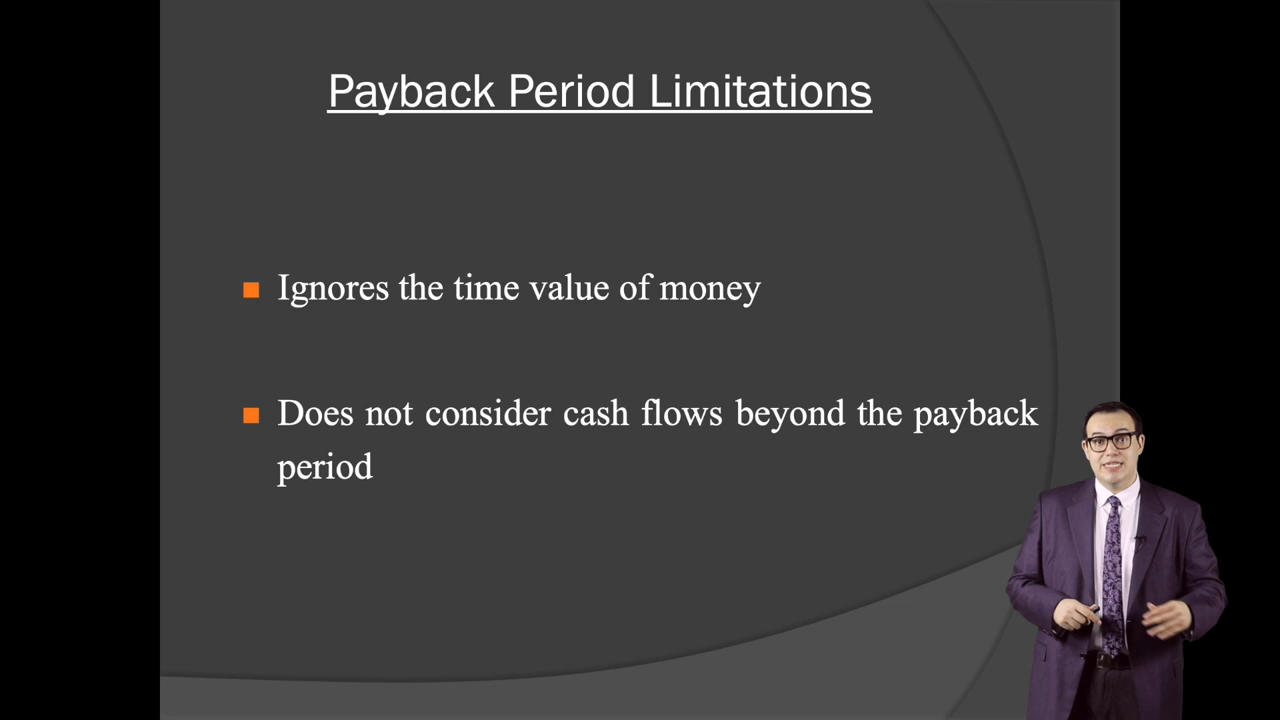 Payback Period Limitations
Ignores the time value of money
Does not consider cash flows beyond the payback
period